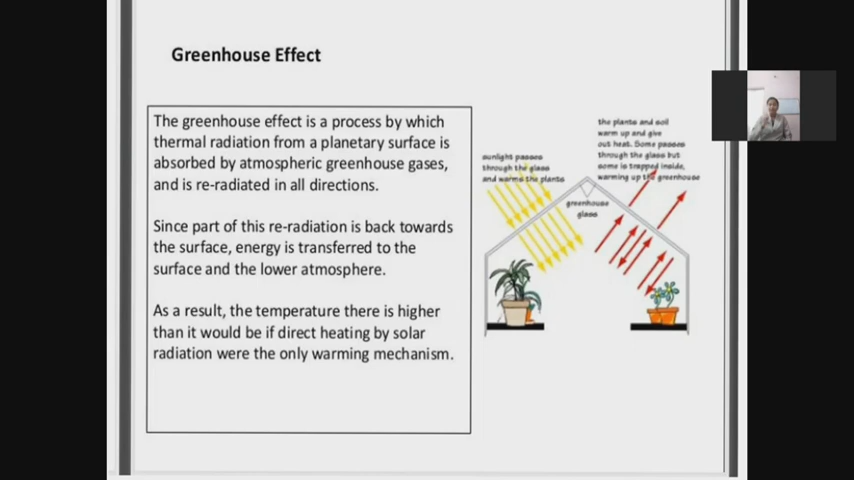 Greenhouse Effect
The greenhouse effect is a process by which
thermal radiation from a planetary surface is
absorbed by atmospheric greenhouse gases,
and is re-radiated in all directions.
Since part of this re-radiation is back towards
the surface, energy is transferred to the
surface and the lower atmosphere.
As a result, the temperature there is higher
than it would be if direct heating by solar
radiation were the only warming mechanism.
sunlight passes
through the glass
and warms the plants
the plants and soil
warm up and give
out heat. Some passes
through the glass but
some is trapped inside,
warming up the greenhouse
greenhouse
glass